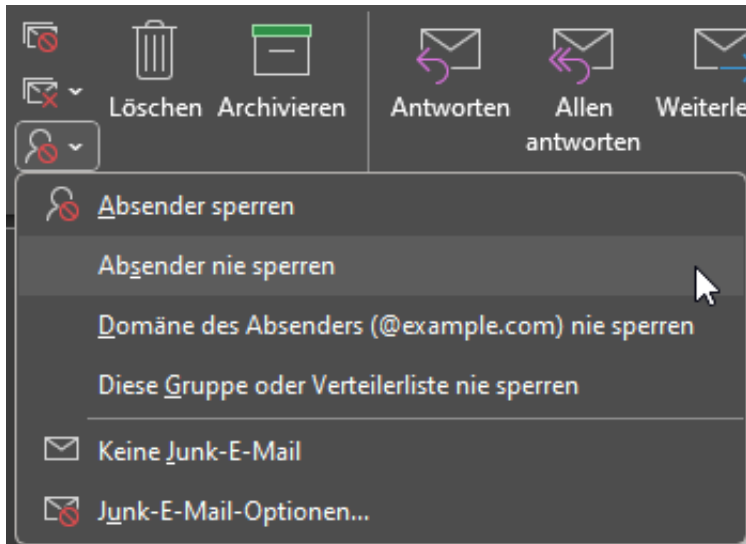 Löschen Archivieren Antworten Allen Weiterle
antworten
Absender sperren
Absender nie sperren
Domäne des Absenders (@example.com) nie sperren
Diese Gruppe oder Verteilerliste nie sperren
Keine Junk-E-Mail
Junk-E-Mail-Optionen...